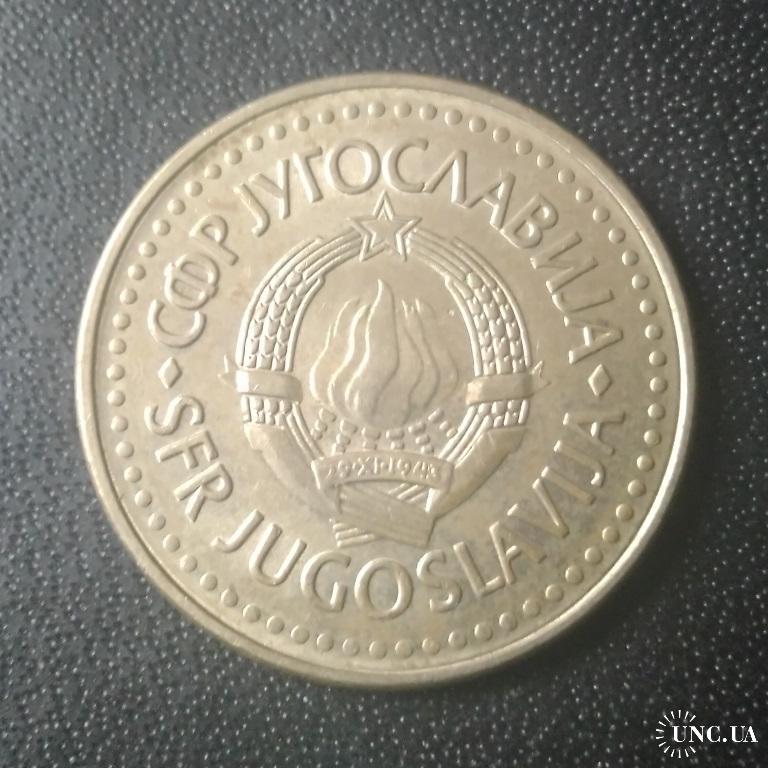 СФР ЈУГОСЛАВИЈА
SFR JUGOSLAVIJA
29·XI·1943
UNC.UA